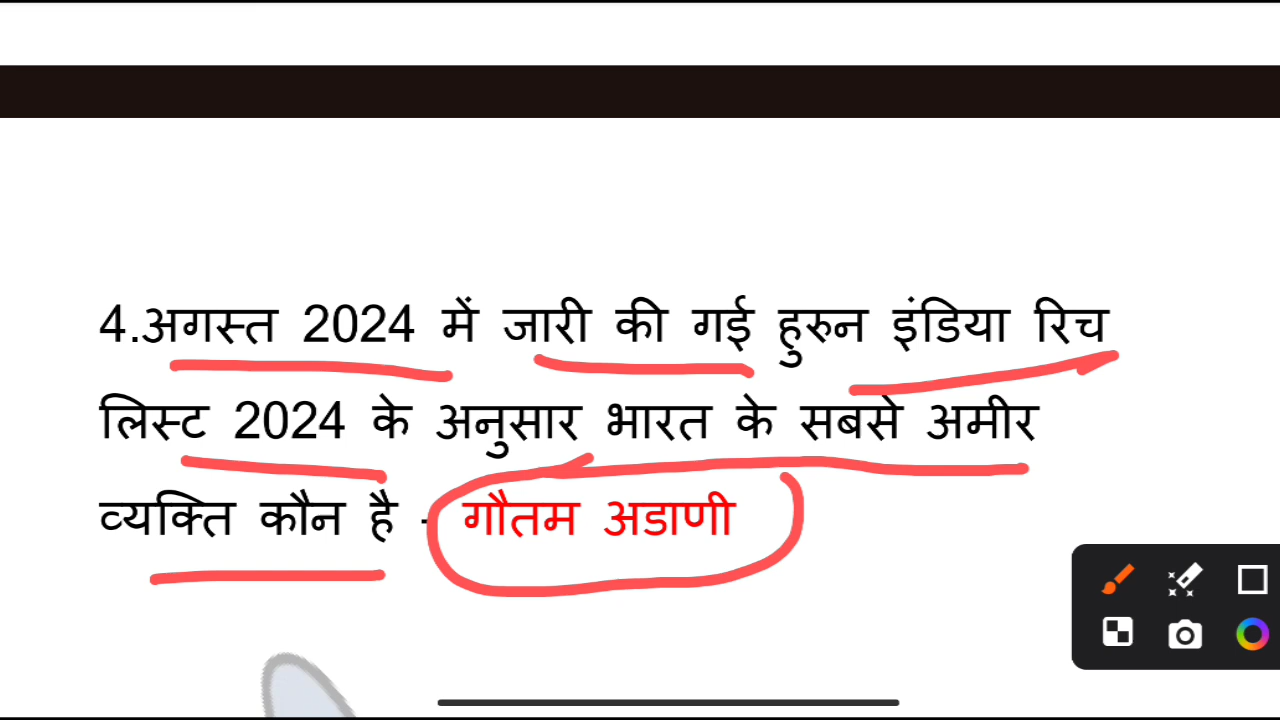 4.अगस्त 2024 में जारी की गई हुरुन इंडिया रिच
लिस्ट 2024 के अनुसार भारत के सबसे अमीर
व्यक्ति कौन है - गौतम अडाणी